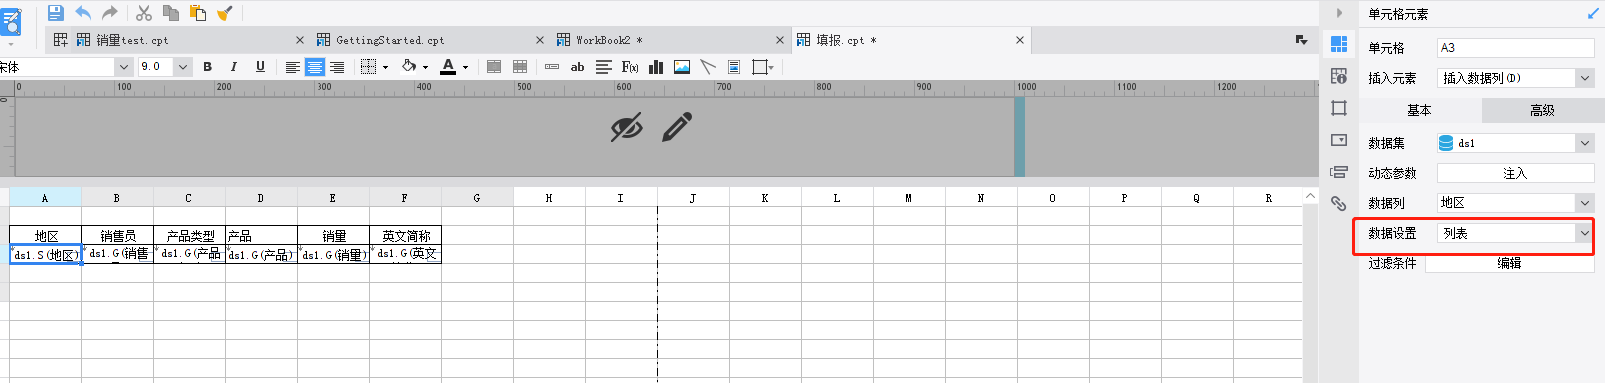 销量test.cpt
GettingStarted.cpt
WorkBook2 *
填报.cpt *
宋体
9.0
B
I
U
A
ab
F(x)
0 100 200 300 400 500 600 700 800 900 1000 1100 1200
0
A B C D E F G H I J K L M N O P Q R
地区 销售员 产品类型 产品 销量 英文简称
ds1.S(地区) ds1.G(销售 ds1.G(产品 ds1.G(产品) ds1.G(销量) ds1.G(英文
单元格元素
单元格 A3
插入元素 插入数据列(D)
基本 高级
数据集 ds1
动态参数 注入
数据列 地区
数据设置 列表
过滤条件 编辑